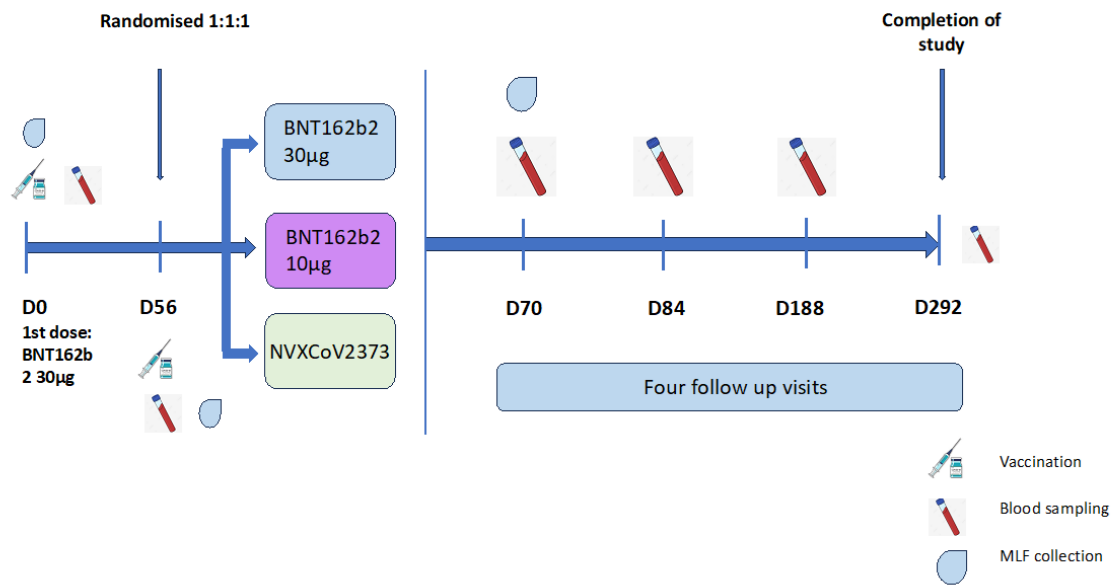 Randomised 1:1:1
Completion of
study
BNT162b2
30µg
BNT162b2
10µg
NVXCoV2373
D0
1st dose:
BNT162b
2 30µg
D56
D70
D84
D188
D292
Four follow up visits
Vaccination
Blood sampling
MLF collection